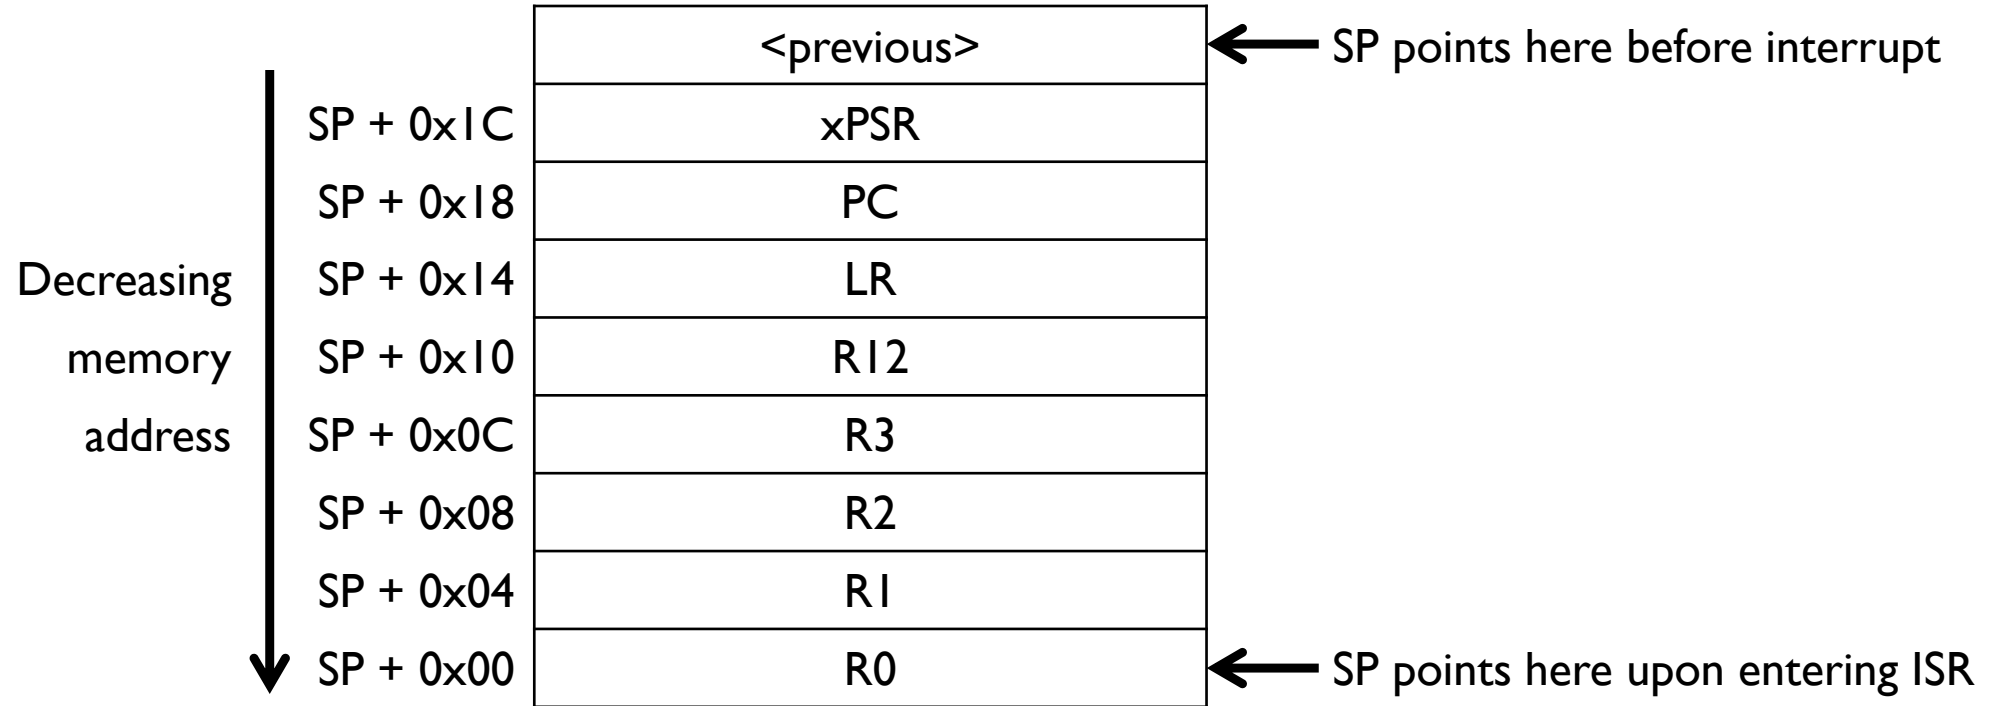 <previous> SP points here before interrupt
SP + 0x1C xPSR
SP + 0x18 PC
Decreasing SP + 0x14 LR
memory SP + 0x10 R12
address SP + 0x0C R3
SP + 0x08 R2
SP + 0x04 R1
SP + 0x00 R0 SP points here upon entering ISR